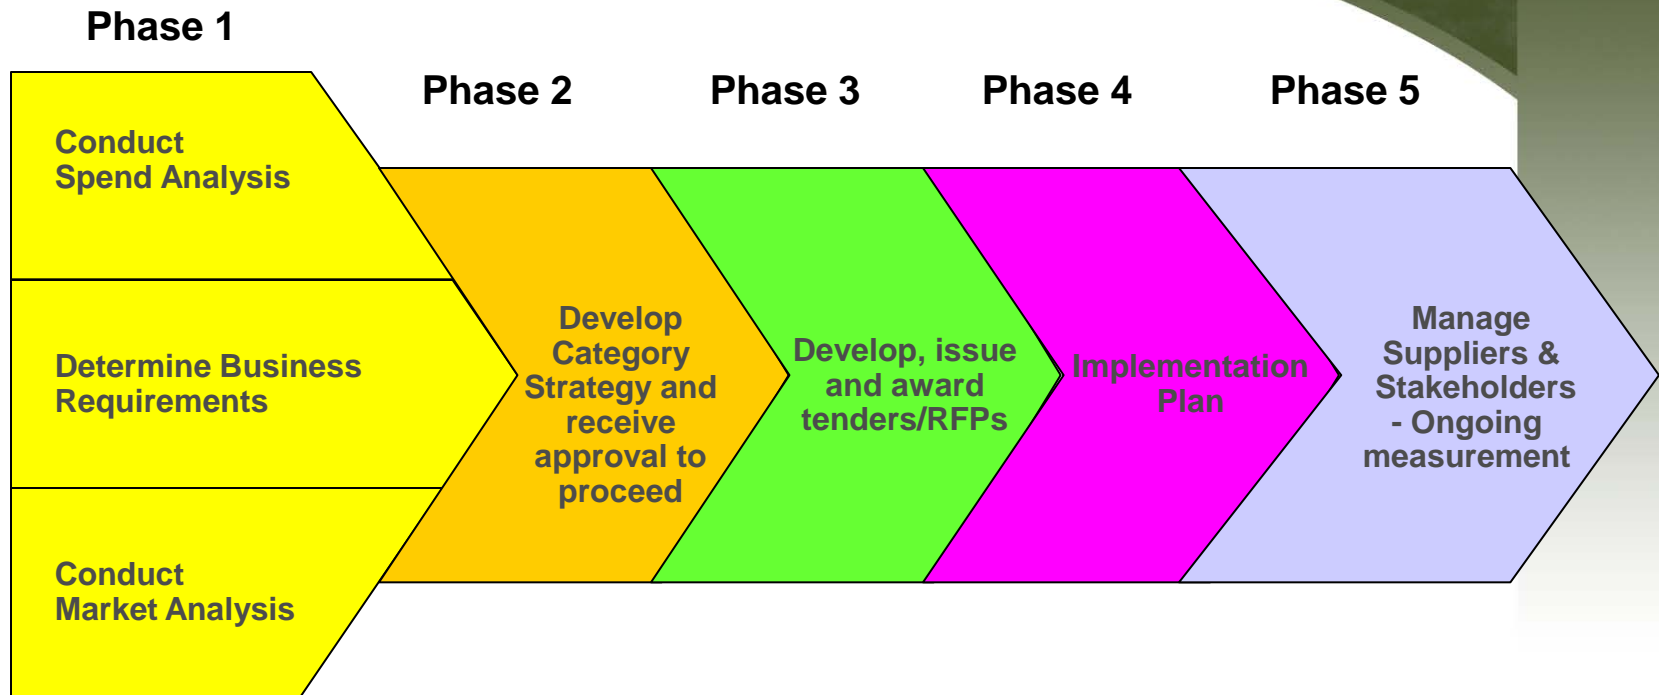 Phase 1
Phase 2
Phase 3
Phase 4
Phase 5
Conduct
Spend Analysis
Determine Business
Requirements
Conduct
Market Analysis
Develop
Category
Strategy and
receive
approval to
proceed
Develop, issue
and award
tenders/RFPs
Implementation
Plan
Manage
Suppliers &
Stakeholders
- Ongoing
measurement